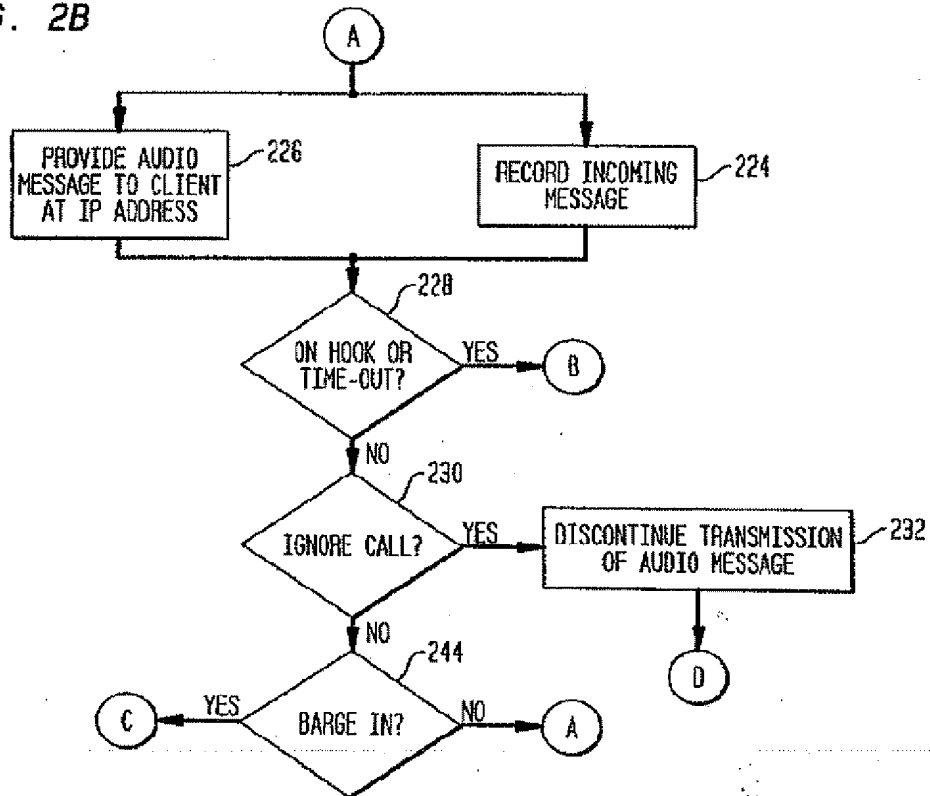 . 2B
A
PROVIDE AUDIO
MESSAGE TO CLIENT
AT IP ADDRESS
226
RECORD INCOMING
MESSAGE
224
228
ON HOOK OR
TIME-OUT?
YES
B
NO
230
IGNORE CALL?
YES
DISCONTINUE TRANSMISSION
OF AUDIO MESSAGE
232
NO
D
244
C
YES
BARGE IN?
NO
A